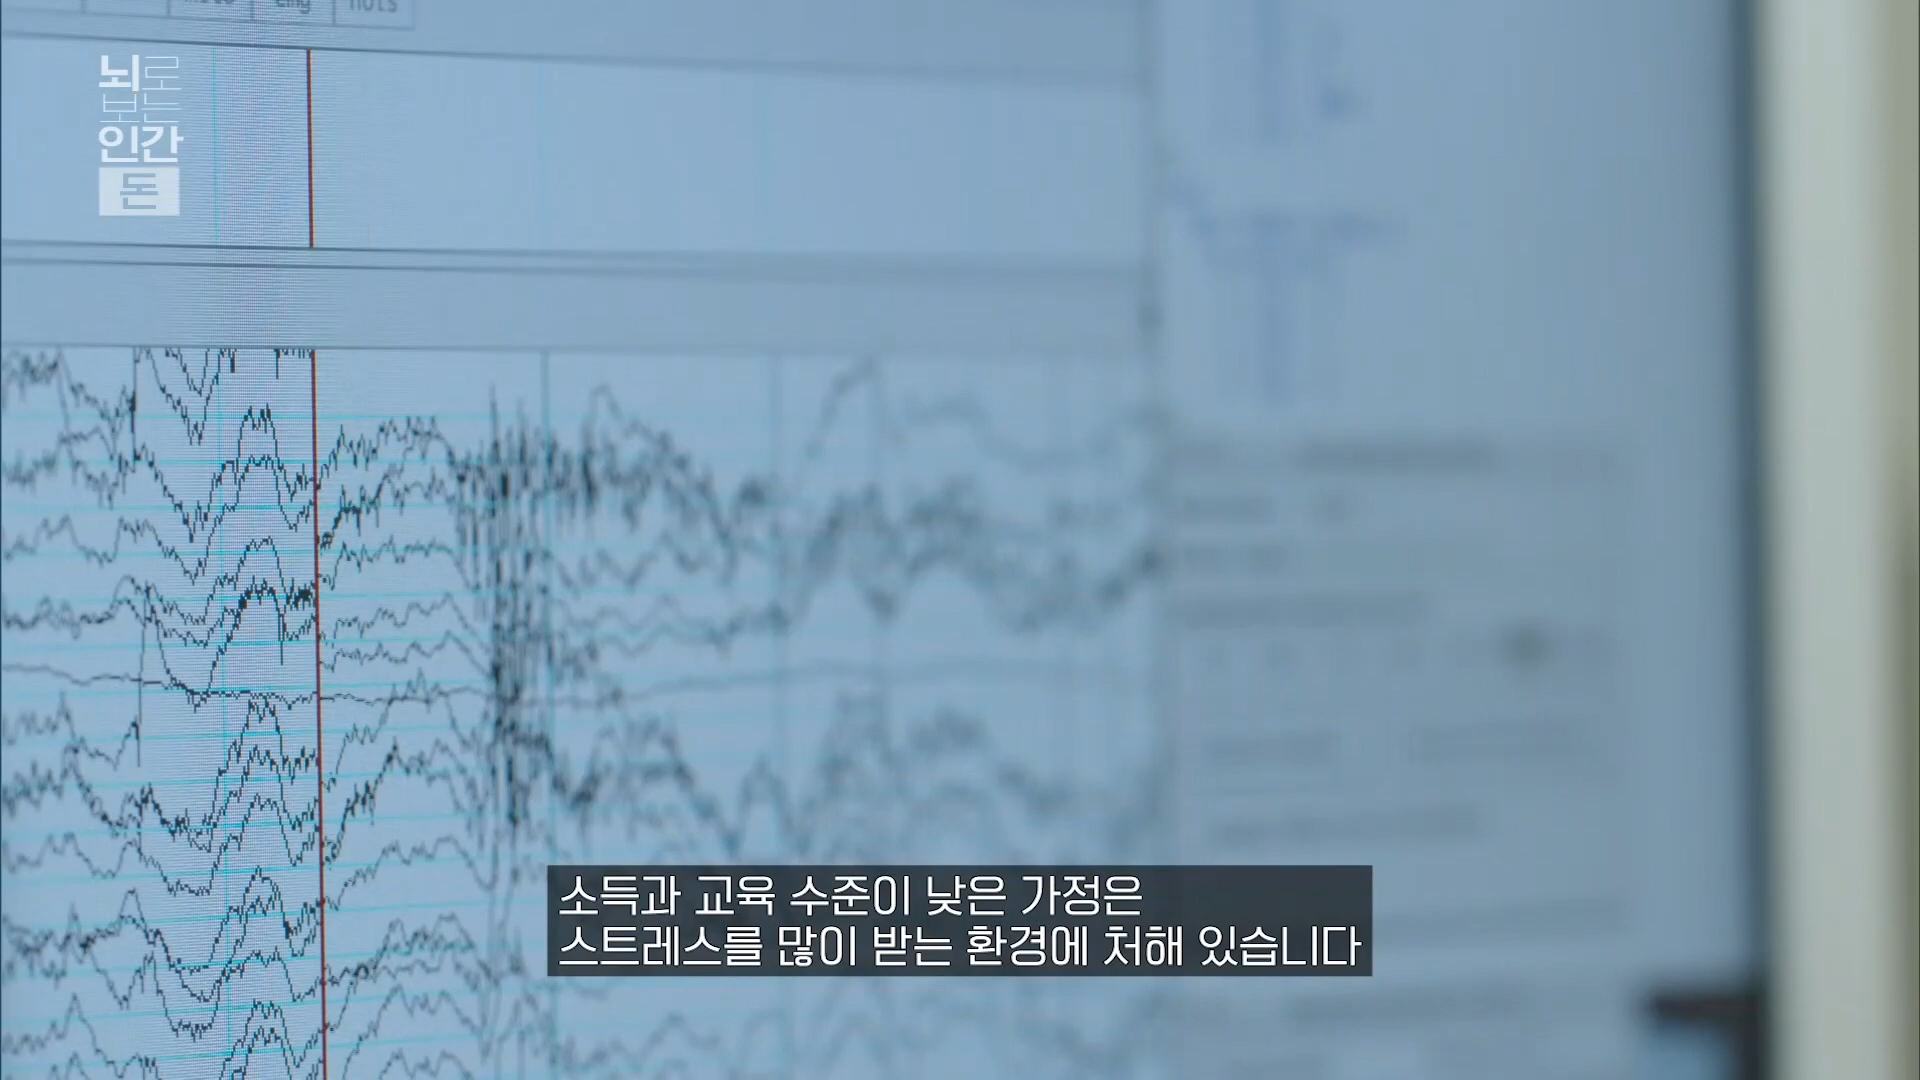 뇌로
보는
인간
돈
소득과 교육 수준이 낮은 가정은
스트레스를 많이 받는 환경에 처해 있습니다